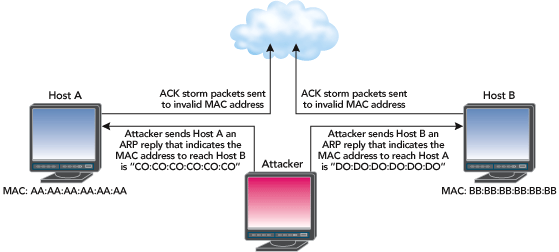 ACK storm packets sent
to invalid MAC address
ACK storm packets sent
to invalid MAC address
Host A
Host B
Attacker sends Host A an
ARP reply that indicates the
MAC address to reach Host B
is "CO:CO:CO:CO:CO:CO"
Attacker sends Host B an
ARP reply that indicates the
MAC address to reach Host A
is "DO:DO:DO:DO:DO:DO"
Attacker
MAC: AA:AA:AA:AA:AA:AA
MAC: BB:BB:BB:BB:BB:BB